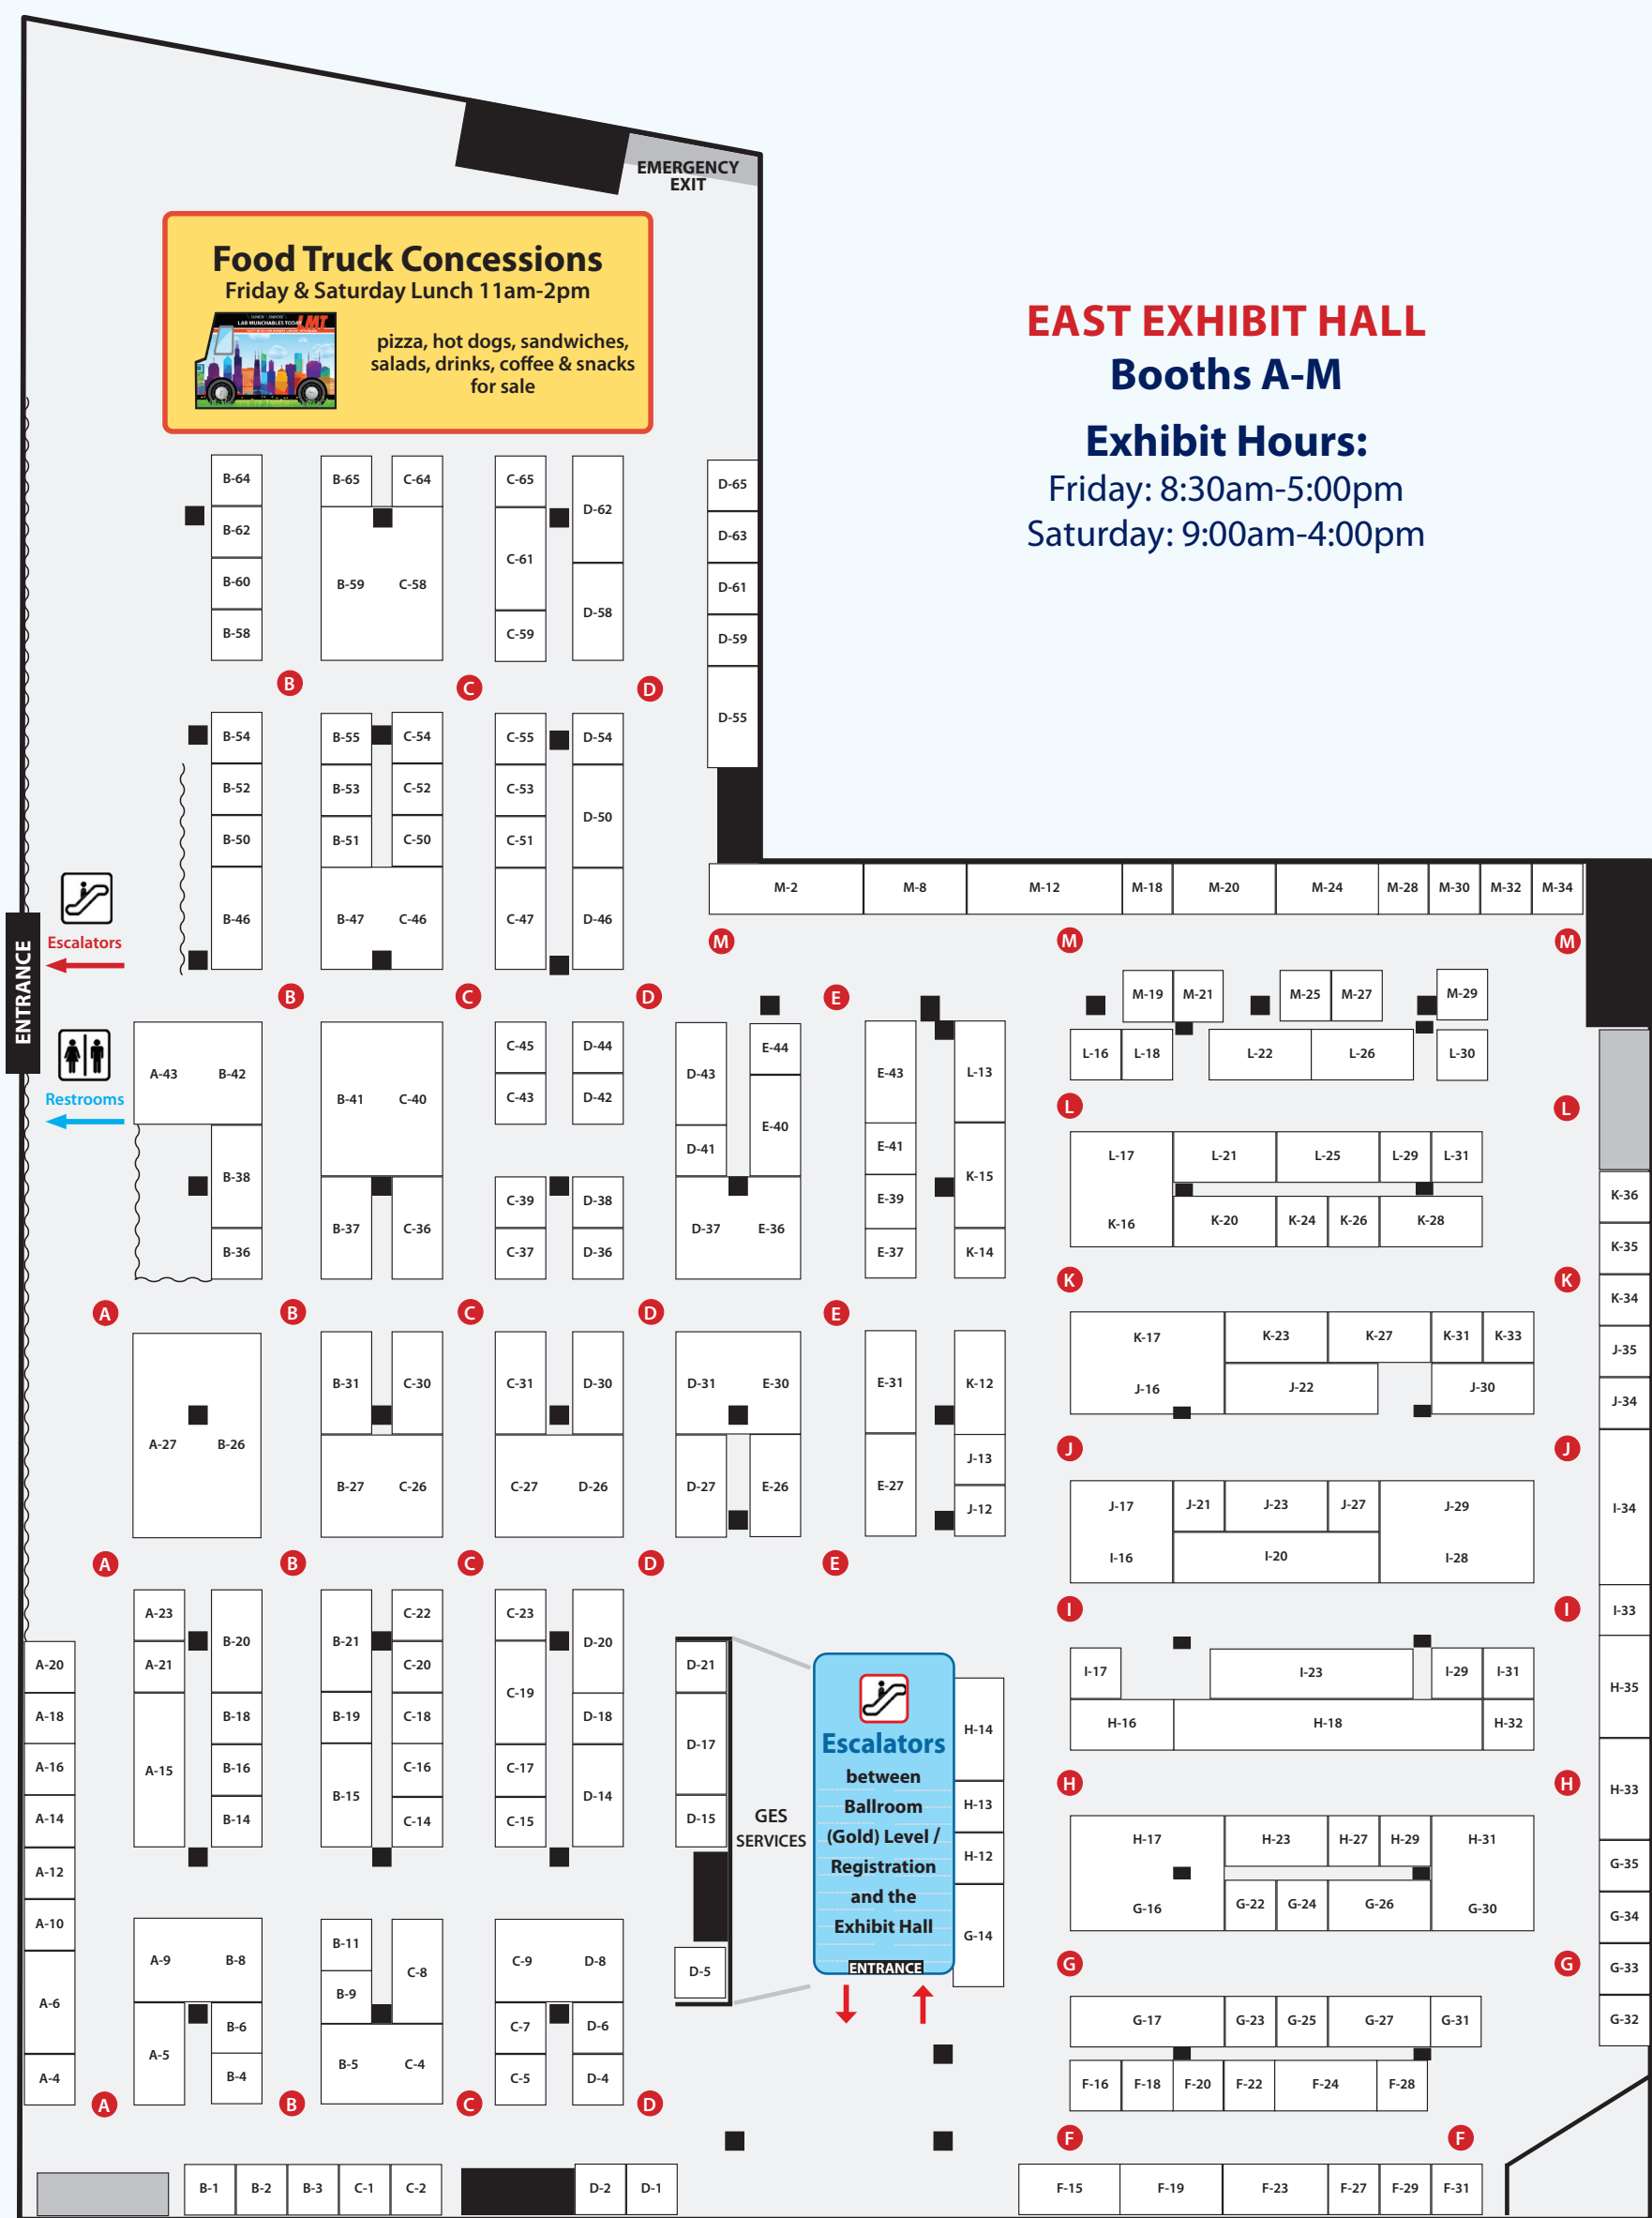 EMERGENCY
EXIT
Food Truck Concessions
Friday & Saturday Lunch 11am-2pm
LUNCH SNACKS
LAB MUNCHABLES TODAY LMT
pizza, hot dogs, sandwiches,
salads, drinks, coffee & snacks
for sale
EAST EXHIBIT HALL
Booths A-M
Exhibit Hours:
Friday: 8:30am-5:00pm
Saturday: 9:00am-4:00pm
B-64 B-65 C-64 C-65 D-62 D-65
B-62 C-61 D-63
B-60 B-59 C-58 D-61
B-58 C-59 D-58 D-59
B C D
D-55
B-54 B-55 C-54 C-55 D-54
B-52 B-53 C-52 C-53 D-50
B-50 B-51 C-50 C-51
M-2 M-8 M-12 M-18 M-20 M-24 M-28 M-30 M-32 M-34
B-46 B-47 C-46 C-47 D-46
Escalators
ENTRANCE
M M M
B C D E
M-19 M-21 M-25 M-27 M-29
C-45 D-44 E-44
L-16 L-18 L-22 L-26 L-30
A-43 B-42 D-43 E-43 L-13
Restrooms
B-41 C-40 C-43 D-42
L L
E-40
D-41 E-41
L-17 L-21 L-25 L-29 L-31
B-38 K-15
C-39 D-38 E-39 K-36
B-37 C-36 D-37 E-36
K-16 K-20 K-24 K-26 K-28
B-36 C-37 D-36 E-37 K-14 K-35
K K
K-34
A B C D E
K-17 K-23 K-27 K-31 K-33
J-35
B-31 C-30 C-31 D-30 D-31 E-30 E-31 K-12
J-16 J-22 J-30
J-34
A-27 B-26 J J
J-13
B-27 C-26 C-27 D-26 D-27 E-26 E-27
J-12
J-17 J-21 J-23 J-27 J-29
I-34
I-16 I-20 I-28
A B C D E
I I
A-23 C-22 C-23 I-33
B-20 B-21 D-20
A-20 A-21 C-20 D-21
I-17 I-23 I-29 I-31
C-19 H-35
A-18 B-18 B-19 C-18 D-18
H-16 H-18 H-32
H-14
D-17
Escalators
between
Ballroom
(Gold) Level /
Registration
and the
Exhibit Hall
ENTRANCE
A-16 A-15 B-16 C-16 C-17
B-15 D-14
H H
H-33
A-14 B-14 C-14 C-15 D-15
GES
SERVICES
H-13
H-17 H-23 H-27 H-29 H-31
H-12
A-12 G-35
G-16 G-22 G-24 G-26 G-30
A-10 G-34
G-14
B-11
A-9 B-8 C-8 C-9 D-8 D-5
G G
G-33
B-9
A-6
G-17 G-23 G-25 G-27 G-31
G-32
B-6 C-7 D-6
A-5 B-5 C-4
A-4 B-4 C-5 D-4
F-16 F-18 F-20 F-22 F-24 F-28
A B C D
F F
B-1 B-2 B-3 C-1 C-2 D-2 D-1
F-15 F-19 F-23 F-27 F-29 F-31